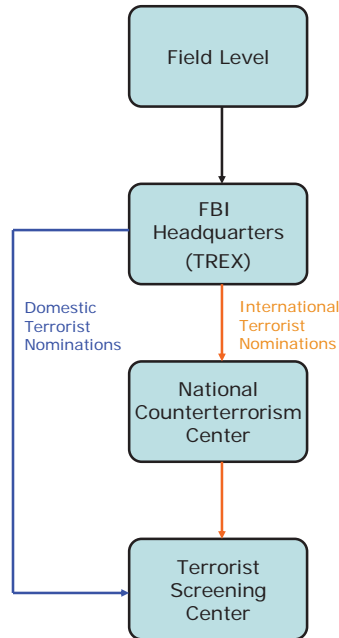 Field Level
FBI
Headquarters
(TREX)
Domestic
Terrorist
Nominations
International
Terrorist
Nominations
National
Counterterrorism
Center
Terrorist
Screening
Center